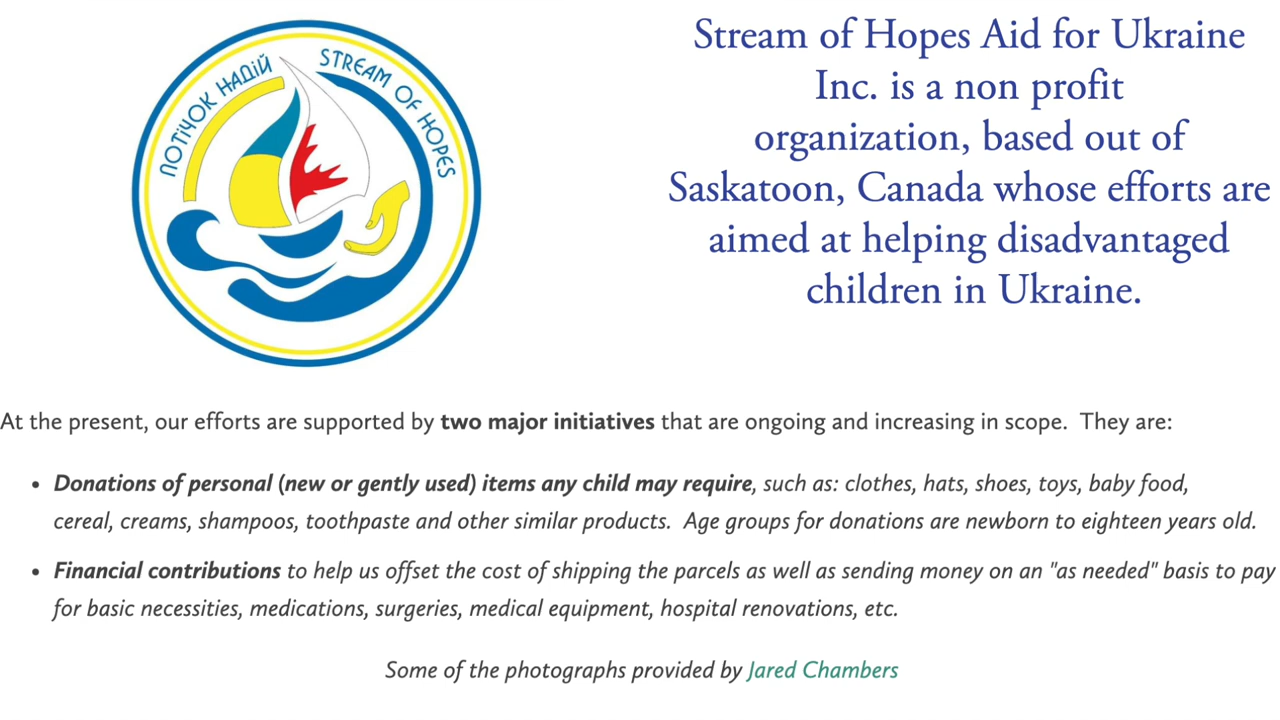 ПОТІЧОК НАДІЙ
STREAM OF HOPES
Stream of Hopes Aid for Ukraine
Inc. is a non profit
organization, based out of
Saskatoon, Canada whose efforts are
aimed at helping disadvantaged
children in Ukraine.
At the present, our efforts are supported by two major initiatives that are ongoing and increasing in scope.  They are:
• Donations of personal (new or gently used) items any child may require, such as: clothes, hats, shoes, toys, baby food,
cereal, creams, shampoos, toothpaste and other similar products.  Age groups for donations are newborn to eighteen years old.
• Financial contributions to help us offset the cost of shipping the parcels as well as sending money on an "as needed" basis to pay
for basic necessities, medications, surgeries, medical equipment, hospital renovations, etc.
Some of the photographs provided by Jared Chambers